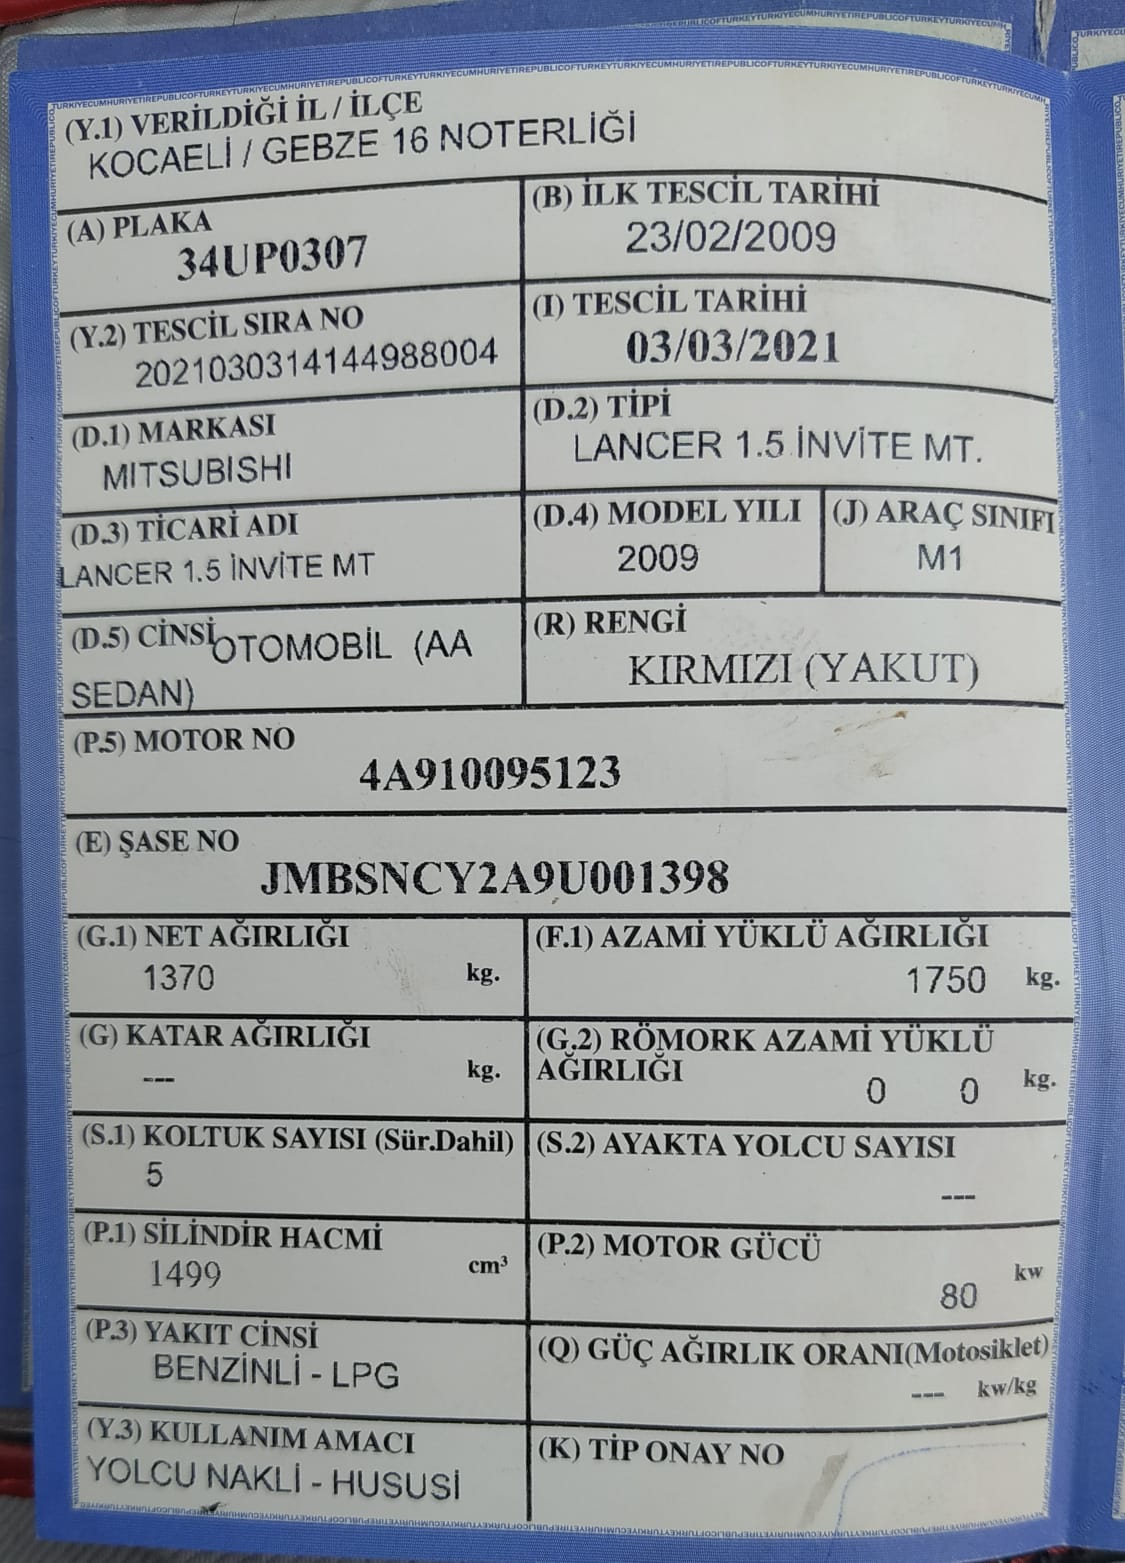 (Y.1) VERİLDİĞİ İL / İLÇE
KOCAELİ / GEBZE 16 NOTERLİĞİ
(A) PLAKA
34UP0307
(B) İLK TESCİL TARİHİ
23/02/2009
(Y.2) TESCİL SIRA NO
2021030314144988004
(I) TESCİL TARİHİ
03/03/2021
(D.1) MARKASI
MITSUBISHI
(D.2) TİPİ
LANCER 1.5 İNVİTE MT.
(D.3) TİCARİ ADI
LANCER 1.5 İNVİTE MT
(D.4) MODEL YILI
2009
(J) ARAÇ SINIFI
M1
(D.5) CİNSİ OTOMOBİL (AA
SEDAN)
(R) RENGİ
KIRMIZI (YAKUT)
(P.5) MOTOR NO
4A910095123
(E) ŞASE NO
JMBSNCY2A9U001398
(G.1) NET AĞIRLIĞI
1370 kg.
(F.1) AZAMİ YÜKLÜ AĞIRLIĞI
1750 kg.
(G) KATAR AĞIRLIĞI
--- kg.
(G.2) RÖMORK AZAMİ YÜKLÜ
AĞIRLIĞI
0 0 kg.
(S.1) KOLTUK SAYISI (Sür.Dahil)
5
(S.2) AYAKTA YOLCU SAYISI
---
(P.1) SİLİNDİR HACMİ
1499 cm³
(P.2) MOTOR GÜCÜ
80 kw
(P.3) YAKIT CİNSİ
BENZİNLİ - LPG
(Q) GÜÇ AĞIRLIK ORANI(Motosiklet)
--- kw/kg
(Y.3) KULLANIM AMACI
YOLCU NAKLİ - HUSUSİ
(K) TİP ONAY NO